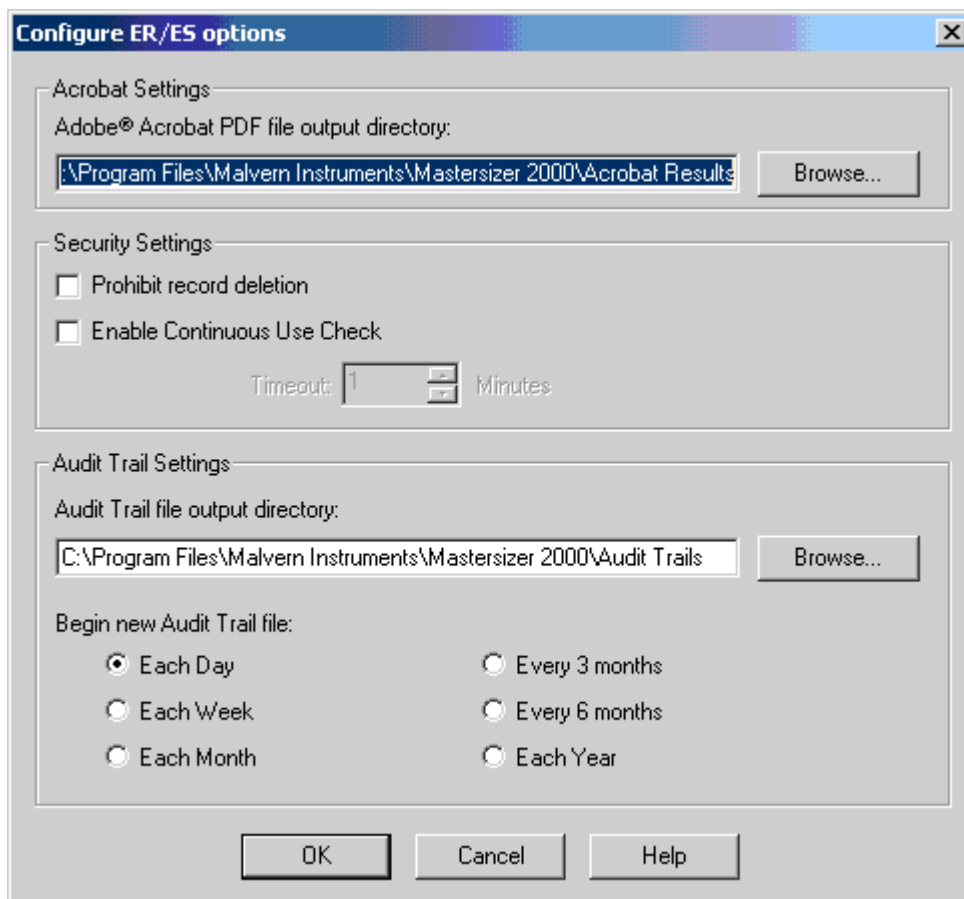 Configure ER/ES options
Acrobat Settings
Adobe® Acrobat PDF file output directory:
:\Program Files\Malvern Instruments\Mastersizer 2000\Acrobat Results
Browse...
Security Settings
Prohibit record deletion
Enable Continuous Use Check
Timeout: 1 Minutes
Audit Trail Settings
Audit Trail file output directory:
C:\Program Files\Malvern Instruments\Mastersizer 2000\Audit Trails
Browse...
Begin new Audit Trail file:
Each Day Every 3 months
Each Week Every 6 months
Each Month Each Year
OK Cancel Help